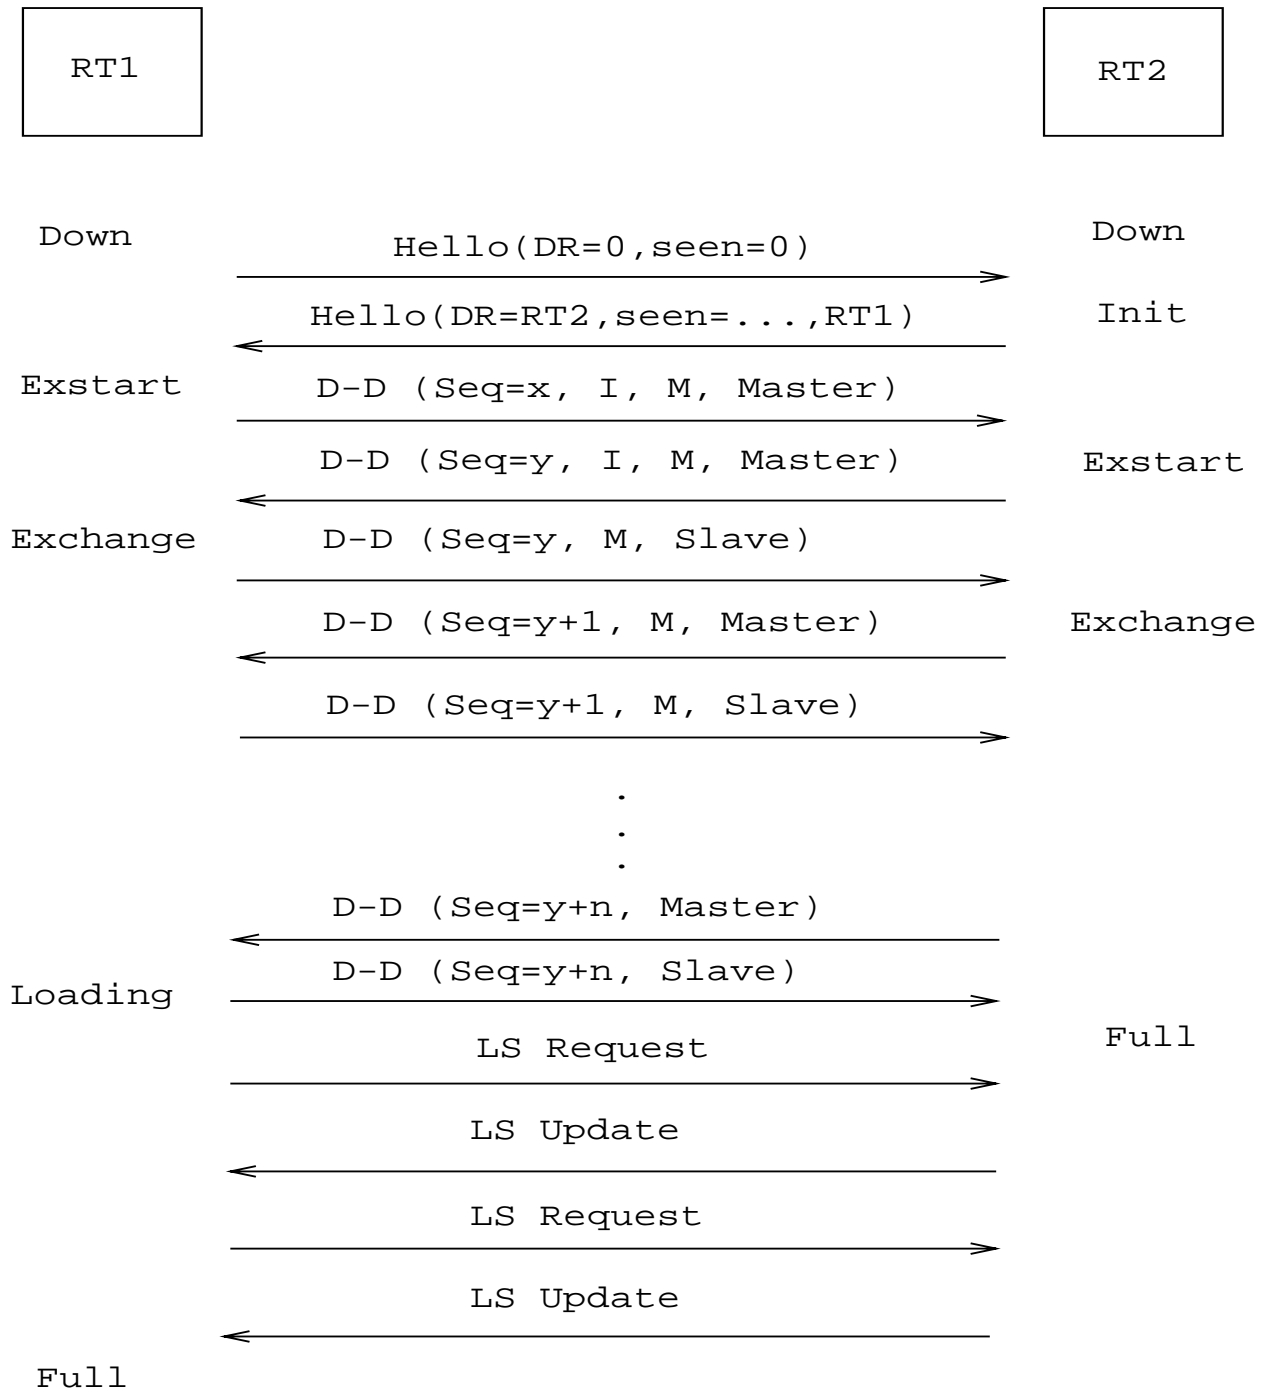 RT1
RT2
Down
Down
Hello(DR=0,seen=0)
Hello(DR=RT2,seen=...,RT1)
Init
Exstart
D-D (Seq=x, I, M, Master)
D-D (Seq=y, I, M, Master)
Exstart
Exchange
D-D (Seq=y, M, Slave)
D-D (Seq=y+1, M, Master)
Exchange
D-D (Seq=y+1, M, Slave)
.
.
.
D-D (Seq=y+n, Master)
D-D (Seq=y+n, Slave)
Loading
Full
LS Request
LS Update
LS Request
LS Update
Full